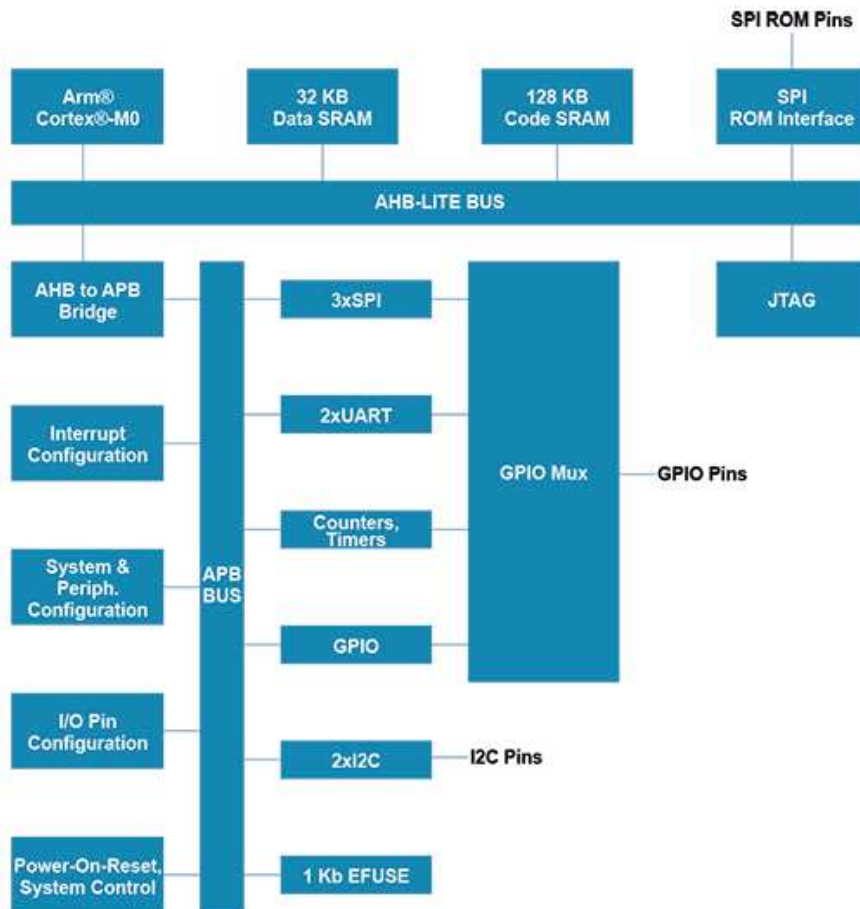 SPI ROM Pins
Arm®
Cortex®-M0
32 KB
Data SRAM
128 KB
Code SRAM
SPI
ROM Interface
AHB-LITE BUS
AHB to APB
Bridge
3xSPI
JTAG
Interrupt
Configuration
2xUART
GPIO Mux
GPIO Pins
Counters,
Timers
System &
Periph.
Configuration
APB
BUS
GPIO
I/O Pin
Configuration
2xI2C
I2C Pins
Power-On-Reset,
System Control
1 Kb EFUSE